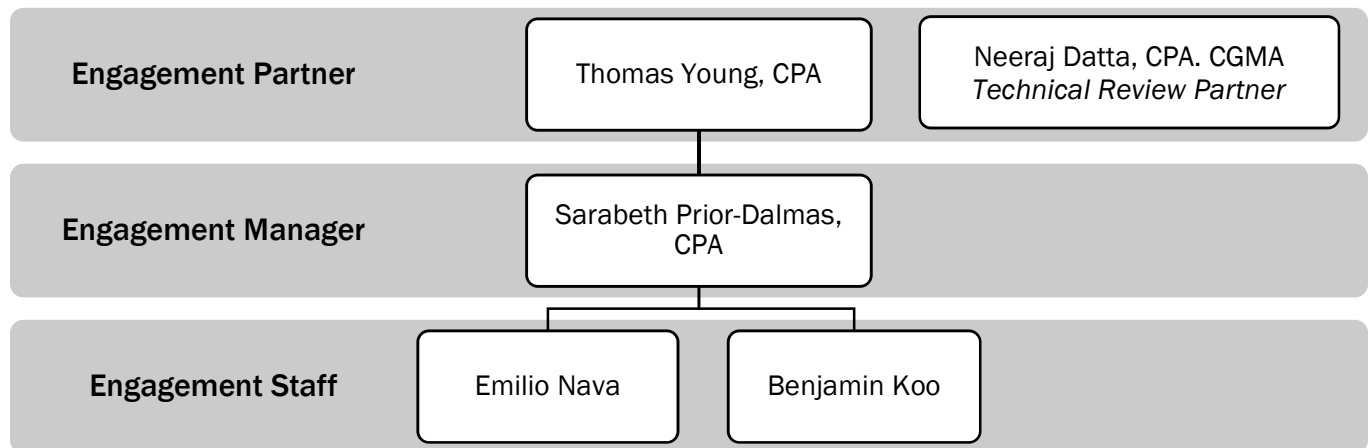 Engagement Partner
Thomas Young, CPA
Neeraj Datta, CPA. CGMA
Technical Review Partner
Engagement Manager
Sarabeth Prior-Dalmas,
CPA
Engagement Staff
Emilio Nava
Benjamin Koo